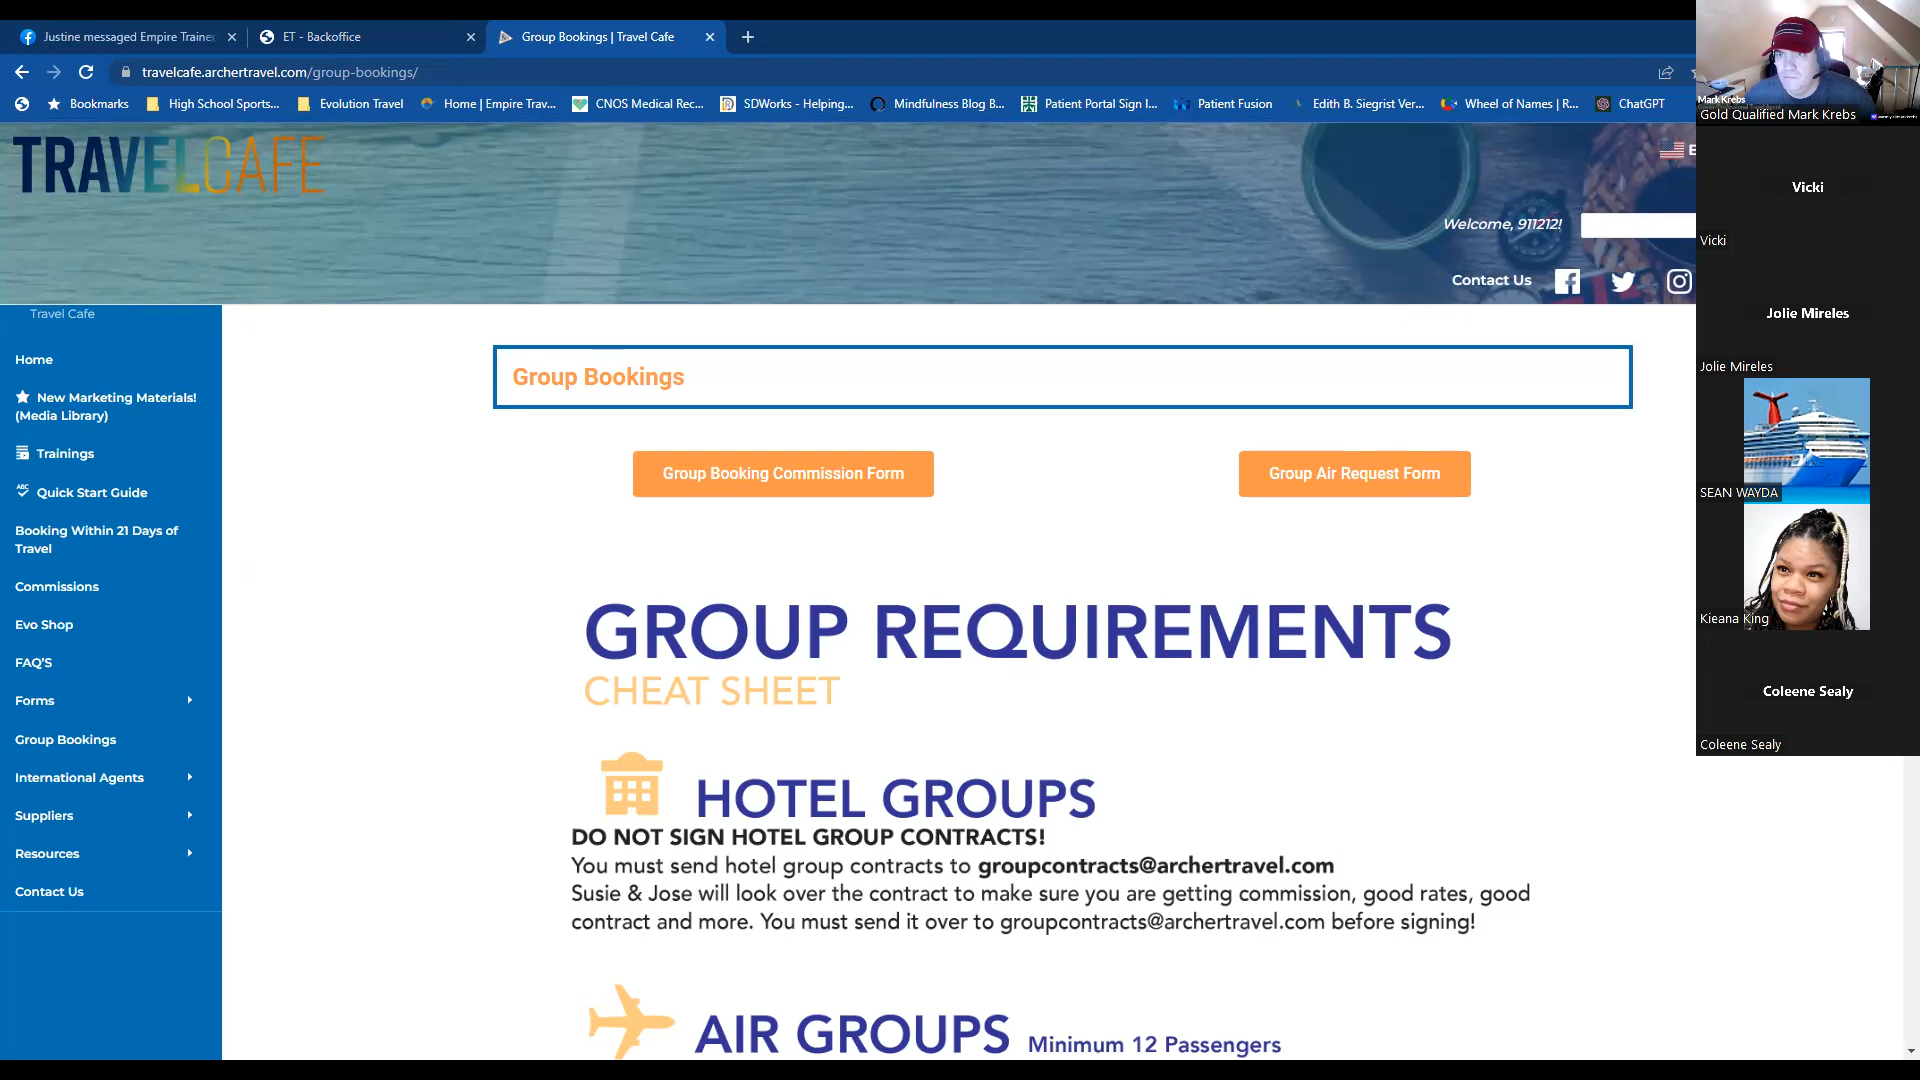 Justine messaged Empire Traine
ET - Backoffice
Group Bookings | Travel Cafe
travelcafe.archertravel.com/group-bookings/
Bookmarks
High School Sports...
Evolution Travel
Home | Empire Trav...
CNOS Medical Rec...
SDWorks - Helping...
Mindfulness Blog B...
Patient Portal Sign I...
Patient Fusion
Edith B. Siegrist Ver...
Wheel of Names | R...
ChatGPT
TRAVELCAFE
E
Welcome, 911212!
Contact Us
Travel Cafe
Home
New Marketing Materials!
(Media Library)
Trainings
Quick Start Guide
Booking Within 21 Days of
Travel
Commissions
Evo Shop
FAQ'S
Forms
Group Bookings
International Agents
Suppliers
Resources
Contact Us
Group Bookings
Group Booking Commission Form
Group Air Request Form
GROUP REQUIREMENTS
CHEAT SHEET
HOTEL GROUPS
DO NOT SIGN HOTEL GROUP CONTRACTS!
You must send hotel group contracts to groupcontracts@archertravel.com
Susie & Jose will look over the contract to make sure you are getting commission, good rates, good
contract and more. You must send it over to groupcontracts@archertravel.com before signing!
AIR GROUPS Minimum 12 Passengers
Mark Krebs
Gold Qualified Mark Krebs
Vicki
Vicki
Jolie Mireles
Jolie Mireles
SEAN WAYDA
Kieana King
Coleene Sealy
Coleene Sealy